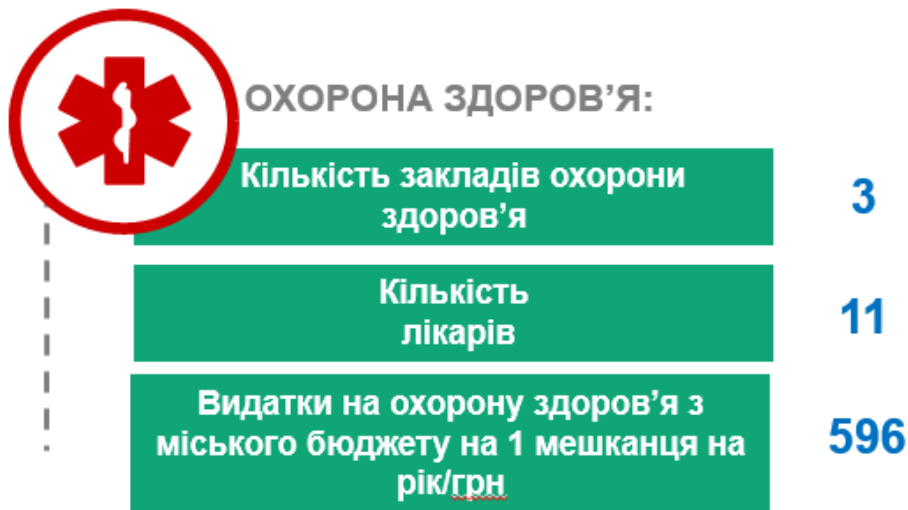 ОХОРОНА ЗДОРОВ’Я:
Кількість закладів охорони
здоров’я
3
Кількість
лікарів
11
Видатки на охорону здоров’я з
міського бюджету на 1 мешканця на
рік/грн
596